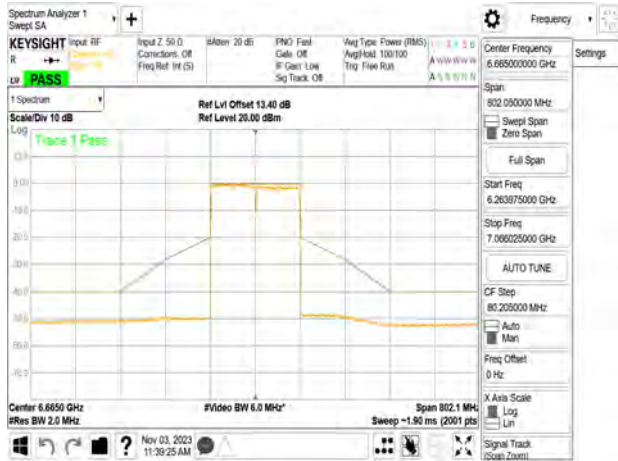 Spectrum Analyzer 1
Swept SA
+
Frequency
KEYSIGHT
R
PASS
Input: RF
Input Z: 50 Ω
Corrections: Off
Freq Ref: Int (S)
#Atten: 20 dB
PNO: Fast
Gate: Off
IF Gain: Low
Sig Track: Off
Avg Type: Power (RMS)
Avg|Hold: 100/100
Trig: Free Run
Settings
1 Spectrum
Scale/Div 10 dB
Log
Ref Lvl Offset 13.40 dB
Ref Level 20.00 dBm
Trace 1 Pass
Center 6.6650 GHz
#Res BW 2.0 MHz
#Video BW 6.0 MHz*
Span 802.1 MHz
Sweep ~1.90 ms (2001 pts
Center Frequency
6.665000000 GHz
Span
802.050000 MHz
Swept Span
Zero Span
Full Span
Start Freq
6.263975000 GHz
Stop Freq
7.066025000 GHz
AUTO TUNE
CF Step
80.205000 MHz
Auto
Man
Freq Offset
0 Hz
X Axis Scale
Log
Lin
Signal Track
(Span Zoom)
?
Nov 03, 2023
11:39:25 AM